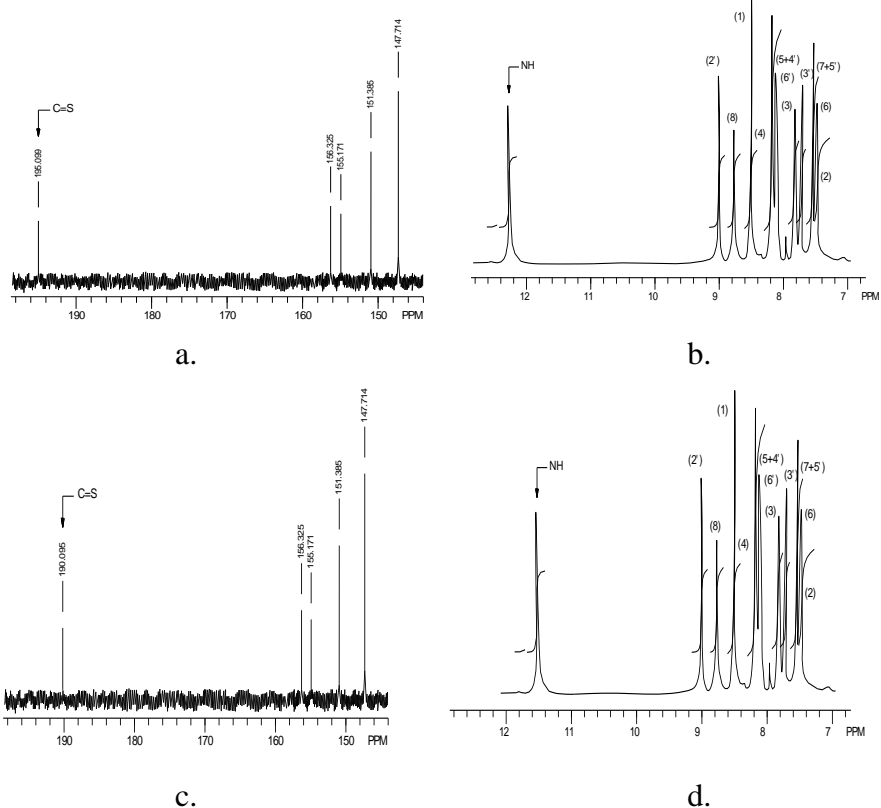 C=S
195.099
156.325
155.171
151.385
147.714
190 180 170 160 150 PPM
a.
NH
(2')
(8)
(1)
(4)
(5+4')
(6')
(3)
(3')
(7+5')
(6)
(2)
12 11 10 9 8 7 PPM
b.
C=S
190.095
156.325
155.171
151.385
147.714
190 180 170 160 150 PPM
c.
NH
(2')
(8)
(1)
(4)
(5+4')
(6')
(3)
(3')
(7+5')
(6)
(2)
12 11 10 9 8 7 PPM
d.